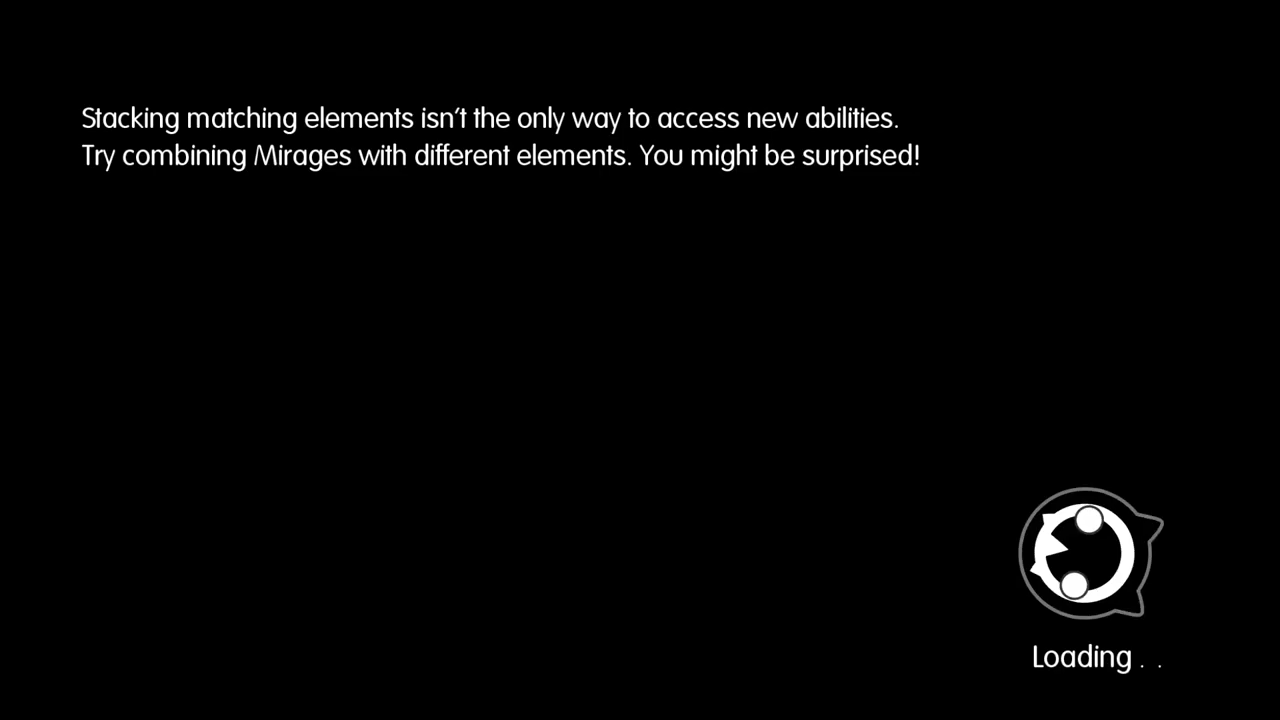 Stacking matching elements isn't the only way to access new abilities.
Try combining Mirages with different elements. You might be surprised!
Loading . .